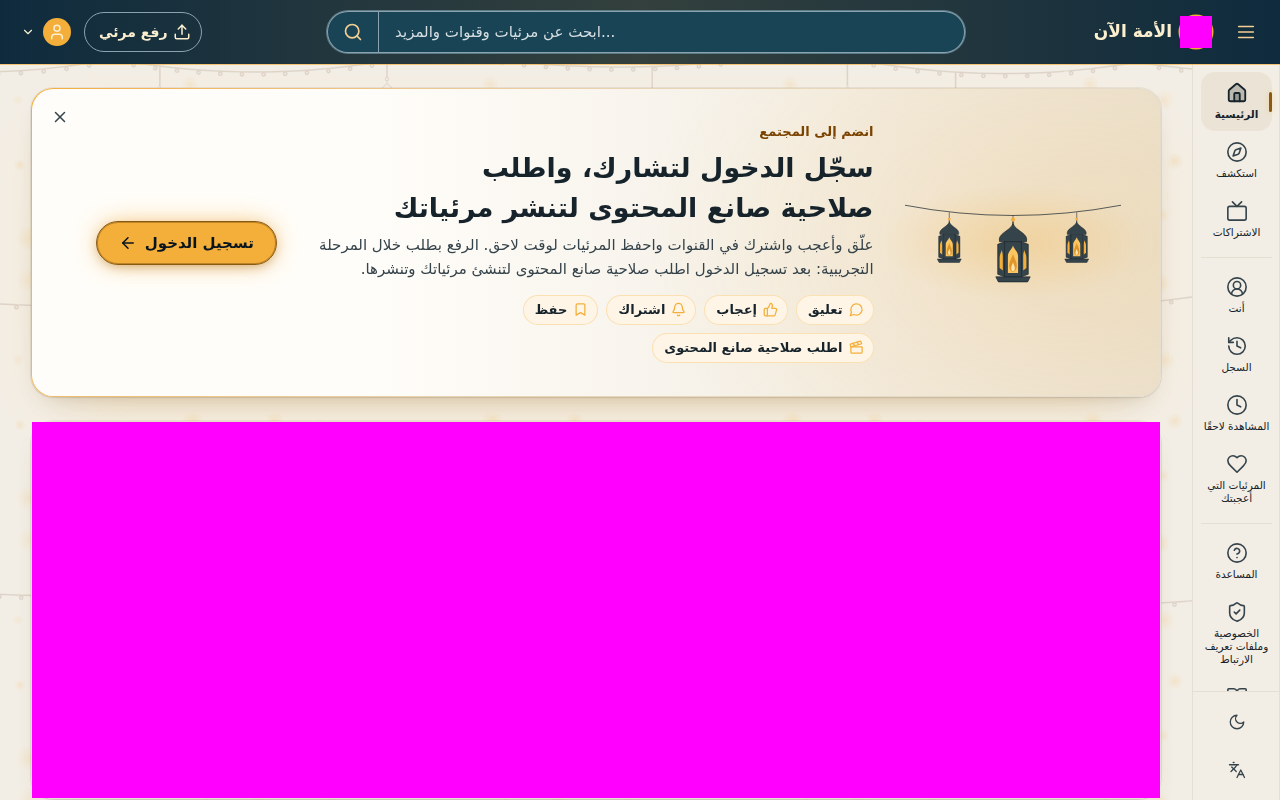 الأمة الآن
ابحث عن مرئيات وقنوات والمزيد...
رفع مرئي
الرئيسية
استكشف
الاشتراكات
أنت
السجل
المشاهدة لاحقًا
المرئيات التي
أعجبتك
المساعدة
الخصوصية
وملفات تعريف
الارتباط
انضم إلى المجتمع
سجّل الدخول لتشارك، واطلب
صلاحية صانع المحتوى لتنشر مرئياتك
علّق وأعجب واشترك في القنوات واحفظ المرئيات لوقت لاحق. الرفع بطلب خلال المرحلة
التجريبية: بعد تسجيل الدخول اطلب صلاحية صانع المحتوى لتنشئ مرئياتك وتنشرها.
تعليق
إعجاب
اشتراك
حفظ
اطلب صلاحية صانع المحتوى
تسجيل الدخول